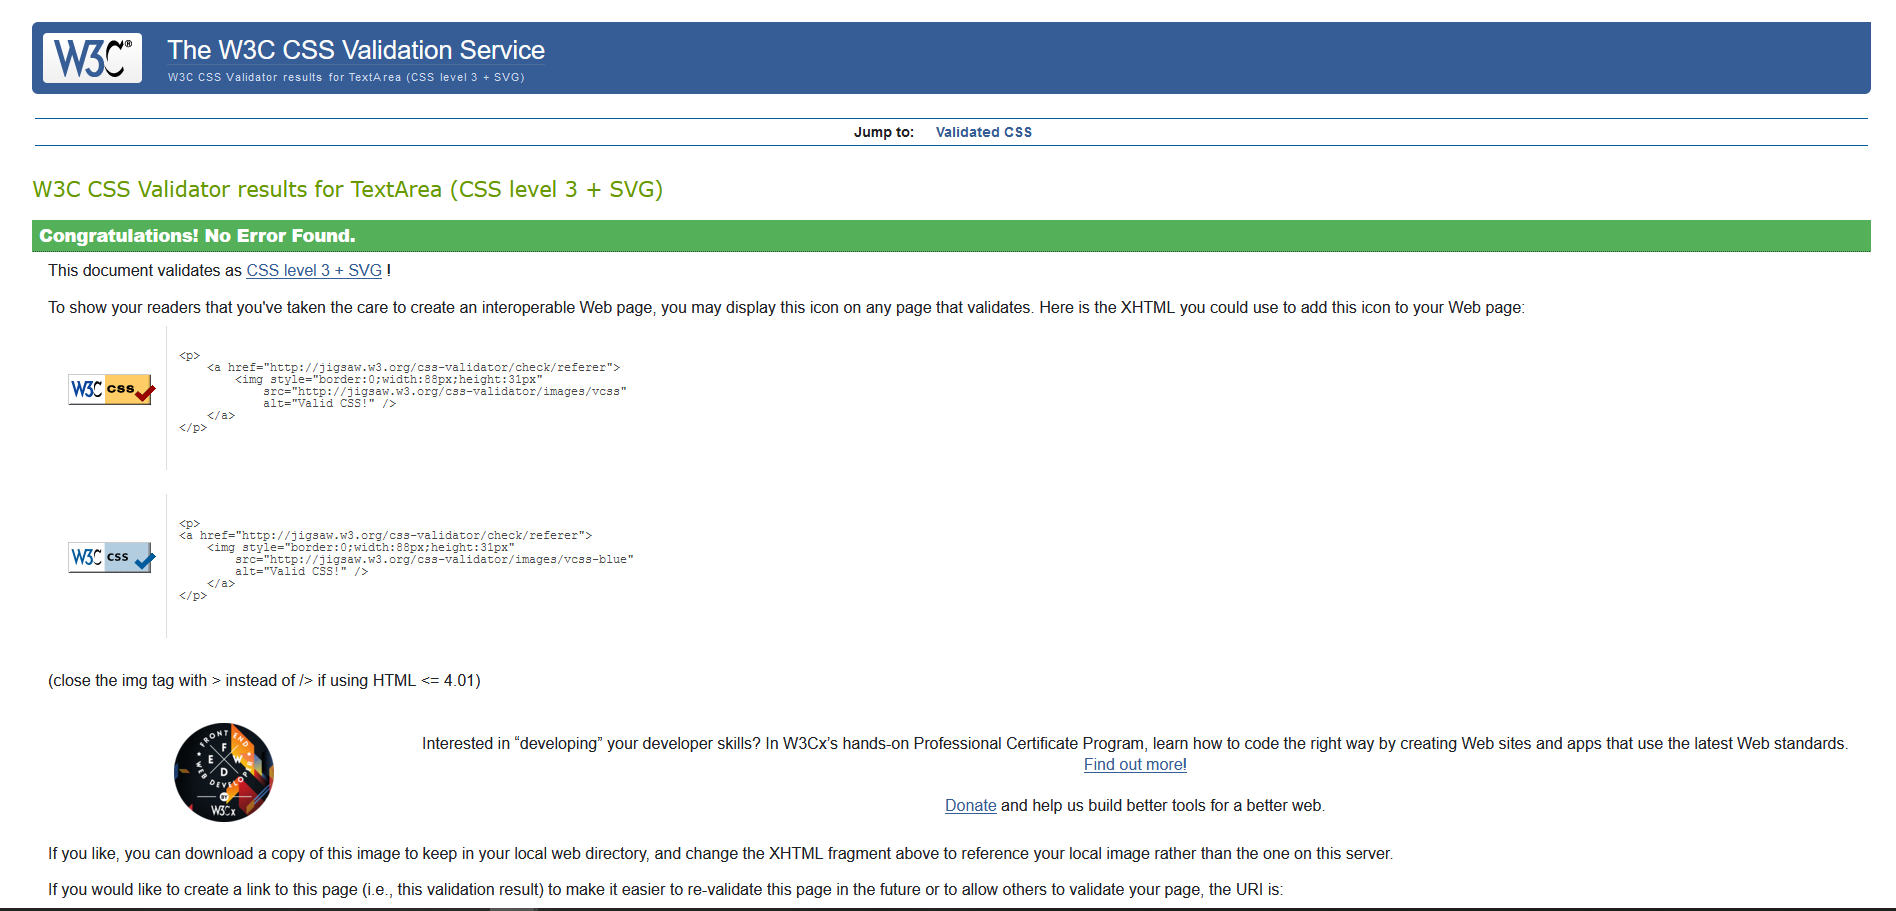 W3C®
The W3C CSS Validation Service
W3C CSS Validator results for TextArea (CSS level 3 + SVG)
Jump to: Validated CSS
W3C CSS Validator results for TextArea (CSS level 3 + SVG)
Congratulations! No Error Found.
This document validates as CSS level 3 + SVG !
To show your readers that you've taken the care to create an interoperable Web page, you may display this icon on any page that validates. Here is the XHTML you could use to add this icon to your Web page:
W3C css
<p>
<a href="http://jigsaw.w3.org/css-validator/check/referer">
<img style="border:0;width:88px;height:31px"
src="http://jigsaw.w3.org/css-validator/images/vcss"
alt="Valid CSS!" />
</a>
</p>
W3C css
<p>
<a href="http://jigsaw.w3.org/css-validator/check/referer">
<img style="border:0;width:88px;height:31px"
src="http://jigsaw.w3.org/css-validator/images/vcss-blue"
alt="Valid CSS!" />
</a>
</p>
(close the img tag with > instead of /> if using HTML <= 4.01)
FRONT END
F
E W
D
WEB DEVELOPER
W3Cx
Interested in “developing” your developer skills? In W3Cx’s hands-on Professional Certificate Program, learn how to code the right way by creating Web sites and apps that use the latest Web standards.
Find out more!
Donate and help us build better tools for a better web.
If you like, you can download a copy of this image to keep in your local web directory, and change the XHTML fragment above to reference your local image rather than the one on this server.
If you would like to create a link to this page (i.e., this validation result) to make it easier to re-validate this page in the future or to allow others to validate your page, the URI is: